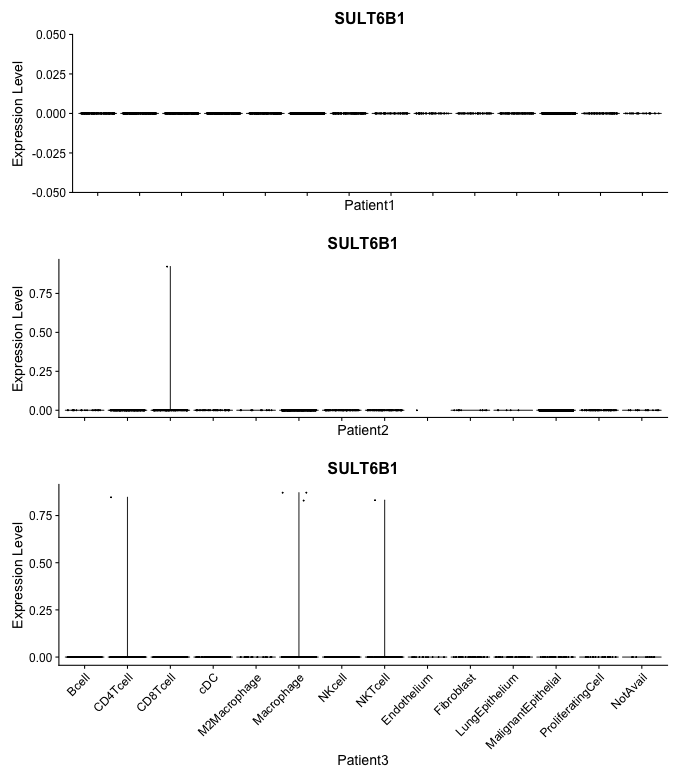 SULT6B1
Expression Level
0.050
0.025
0.000
-0.025
-0.050
Patient1
SULT6B1
Expression Level
0.75
0.50
0.25
0.00
Patient2
SULT6B1
Expression Level
0.75
0.50
0.25
0.00
Bcell
CD4Tcell
CD8Tcell
cDC
M2Macrophage
Macrophage
NKcell
NKTcell
Endothelium
Fibroblast
LungEpithelium
MalignantEpithelial
ProliferatingCell
NotAvail
Patient3